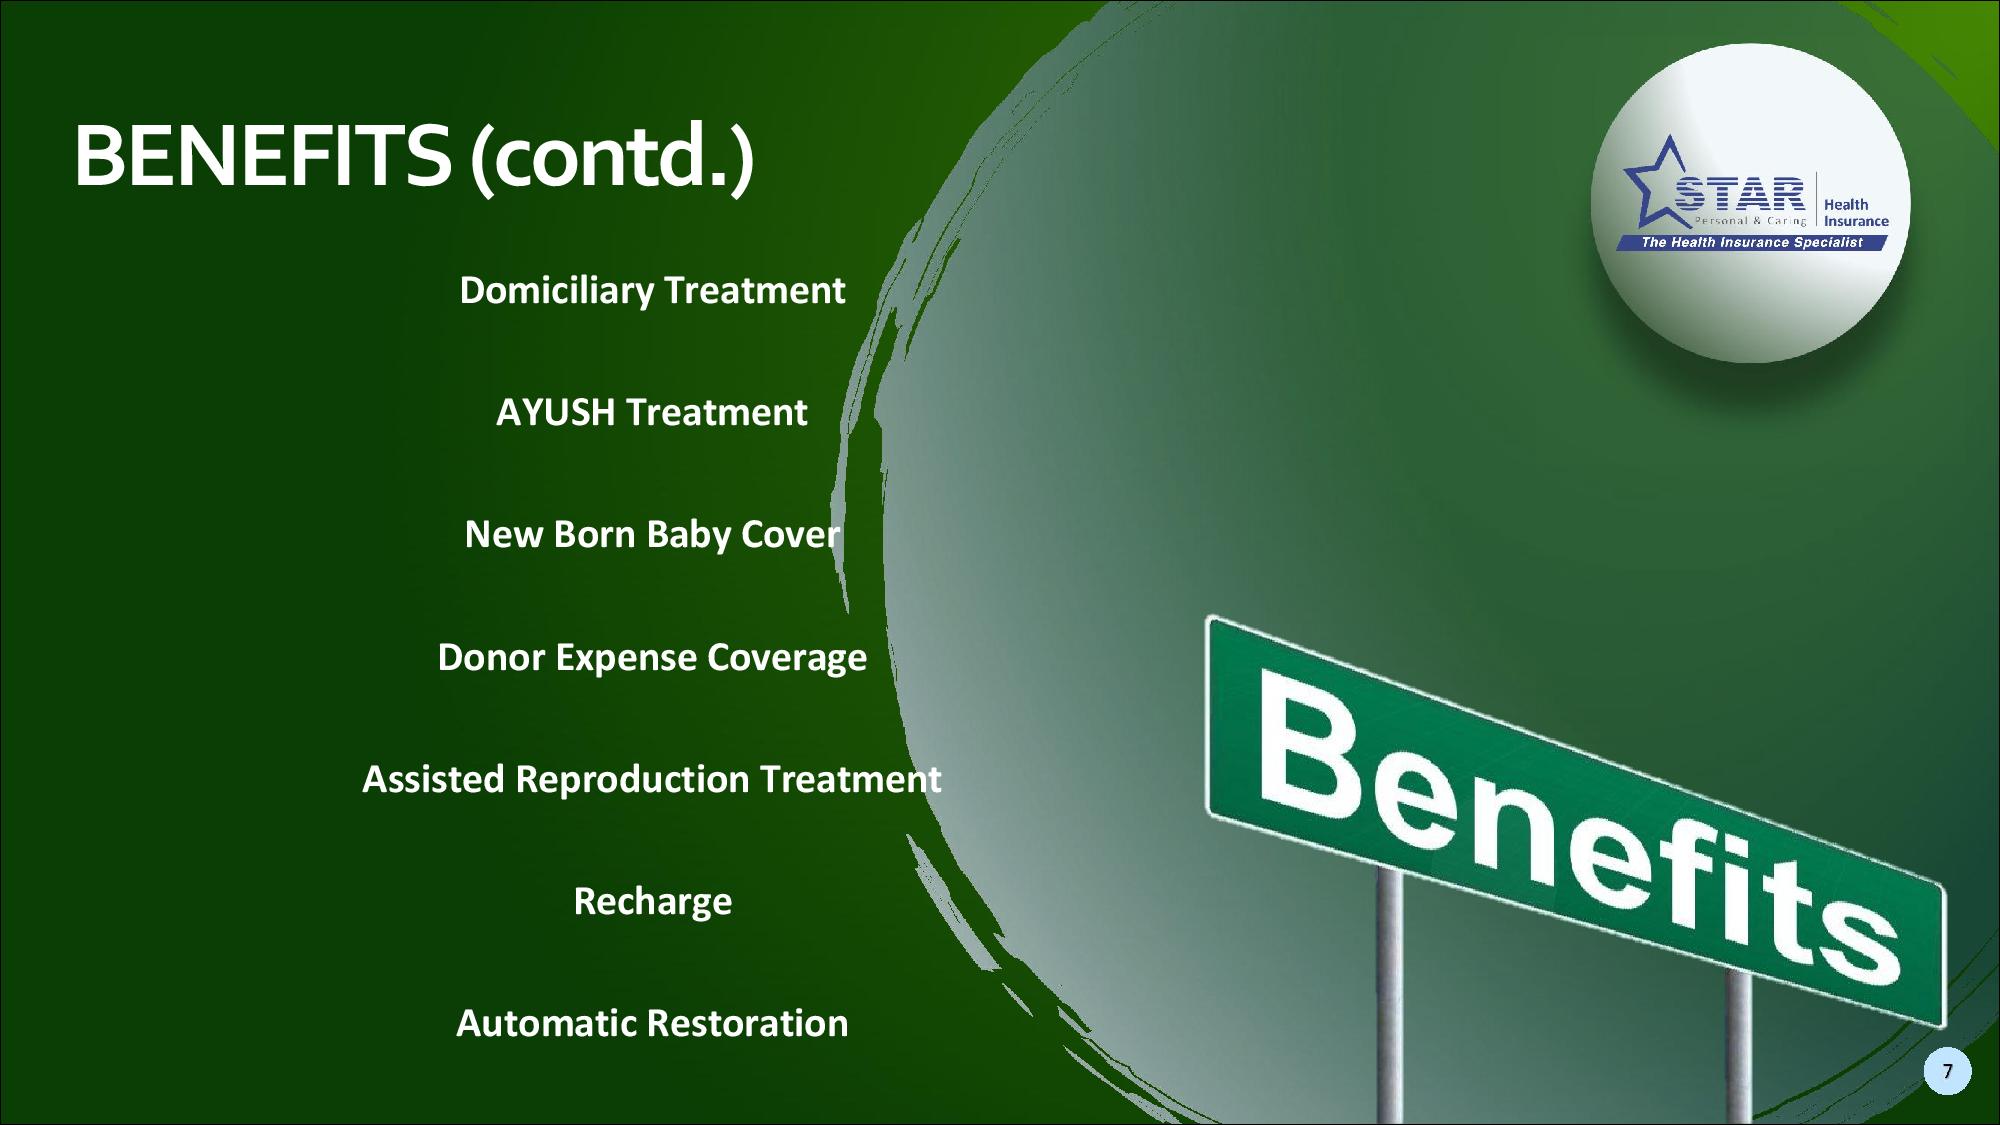 BENEFITS (contd.)
STAR
Personal & Caring
Health
Insurance
The Health Insurance Specialist
Domiciliary Treatment
AYUSH Treatment
New Born Baby Cover
Donor Expense Coverage
Assisted Reproduction Treatment
Recharge
Automatic Restoration
Benefits
7